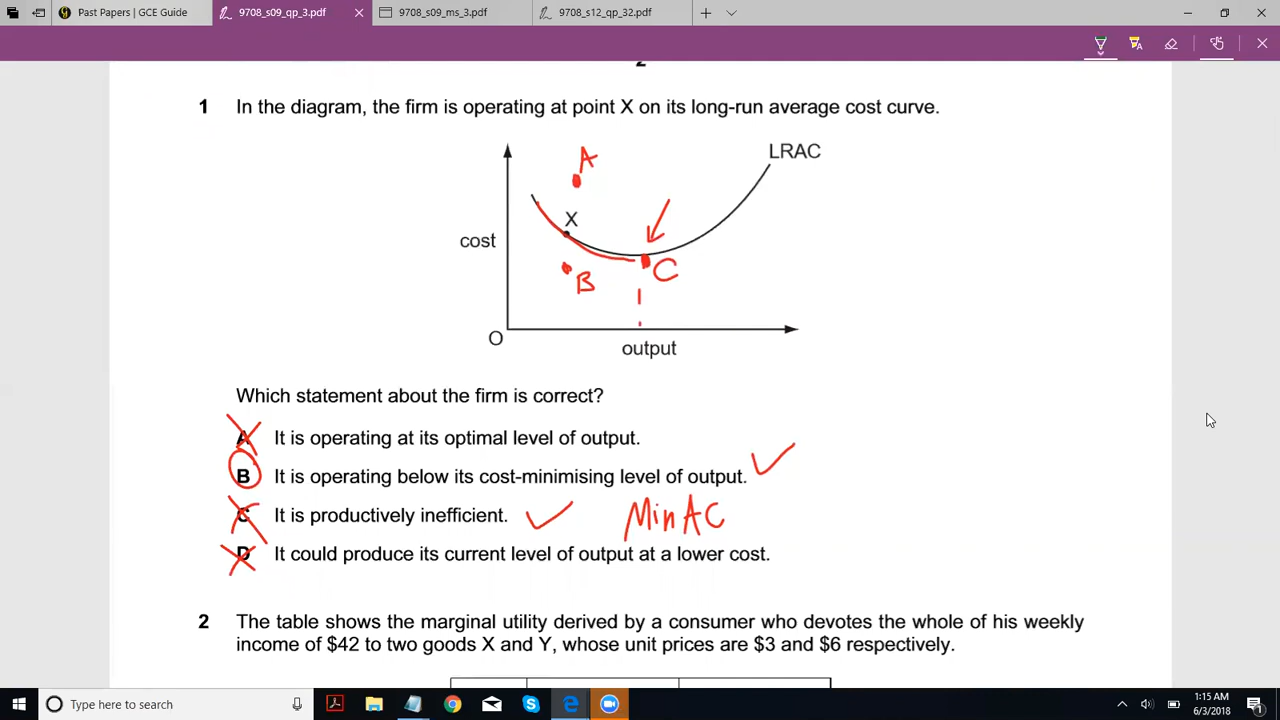 Past Papers | GCE Guide
9708_s09_qp_3.pdf
9708_s09_ms_3.pdf
9708_s12_qp_32.pdf
2
1 In the diagram, the firm is operating at point X on its long-run average cost curve.
LRAC
A
X
cost
C
B
O
output
Which statement about the firm is correct?
A It is operating at its optimal level of output.
B It is operating below its cost-minimising level of output.
C It is productively inefficient. Min AC
D It could produce its current level of output at a lower cost.
2 The table shows the marginal utility derived by a consumer who devotes the whole of his weekly
income of $42 to two goods X and Y, whose unit prices are $3 and $6 respectively.
Type here to search
1:15 AM
6/3/2018